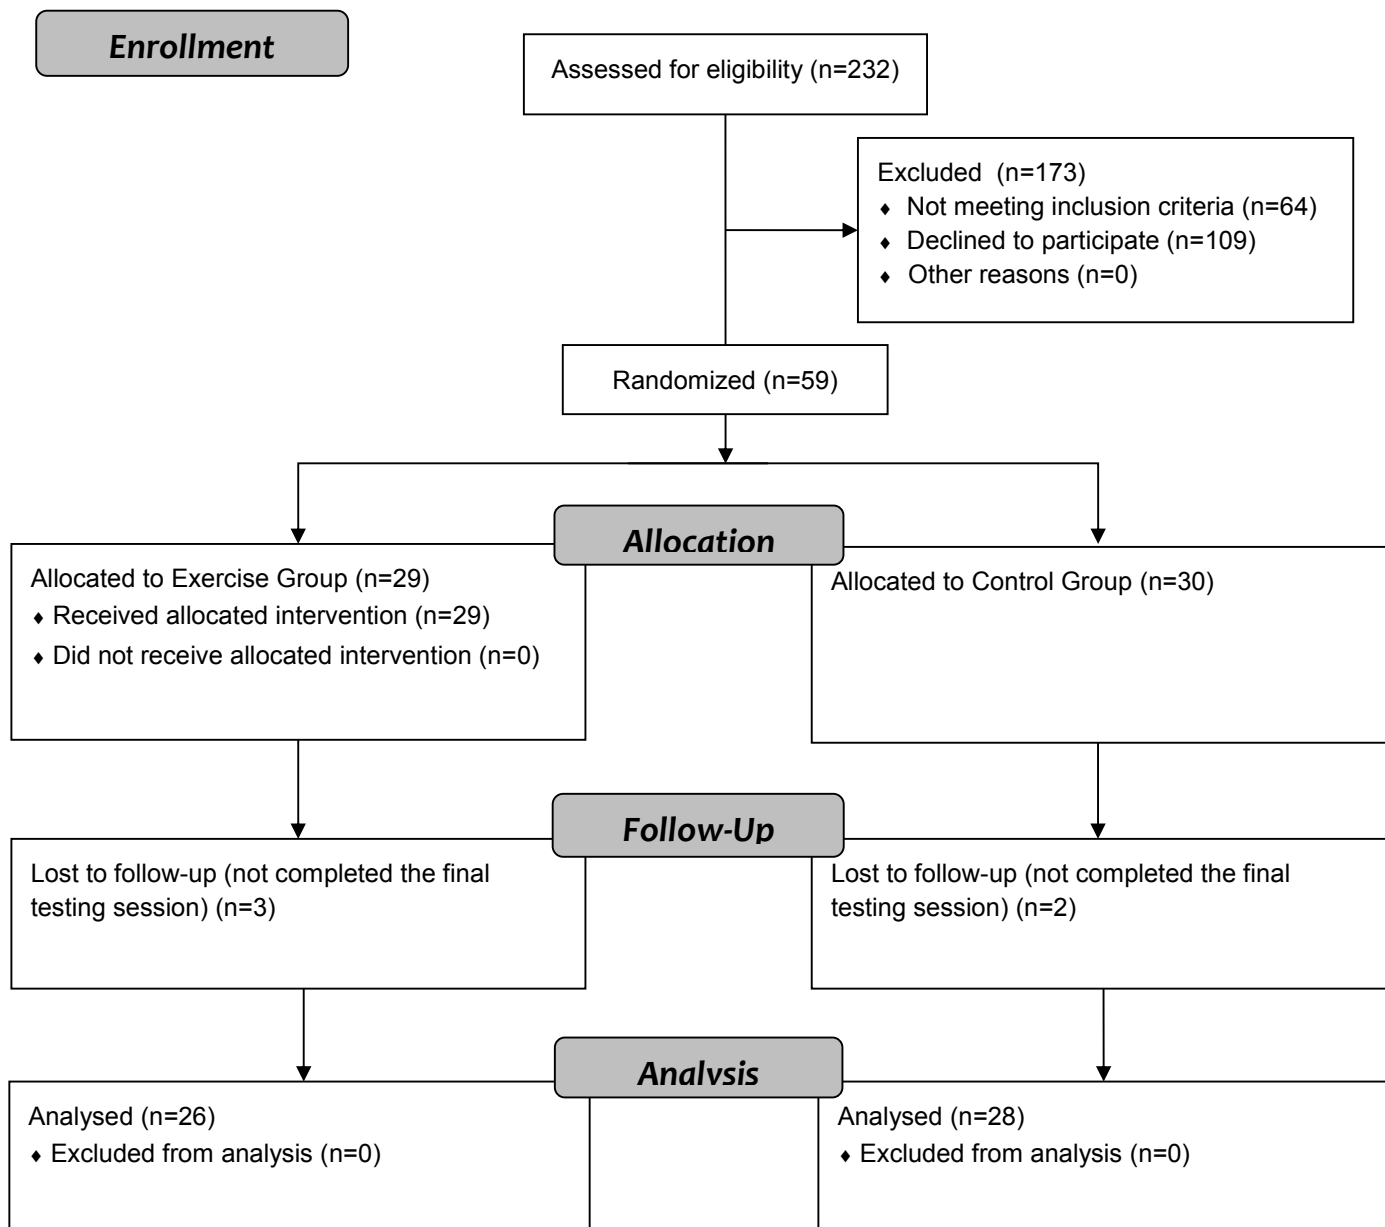 Enrollment
Assessed for eligibility (n=232)
Excluded  (n=173)
♦ Not meeting inclusion criteria (n=64)
♦ Declined to participate (n=109)
♦ Other reasons (n=0)
Randomized (n=59)
Allocation
Allocated to Exercise Group (n=29)
♦ Received allocated intervention (n=29)
♦ Did not receive allocated intervention (n=0)
Allocated to Control Group (n=30)
Follow-Up
Lost to follow-up (not completed the final
testing session) (n=3)
Lost to follow-up (not completed the final
testing session) (n=2)
Analysis
Analysed (n=26)
♦ Excluded from analysis (n=0)
Analysed (n=28)
♦ Excluded from analysis (n=0)